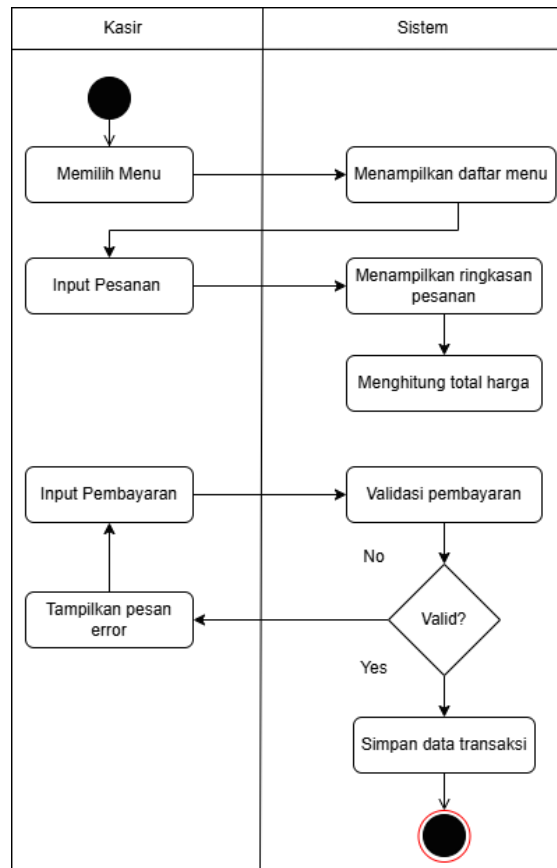 Kasir
Sistem
Memilih Menu
Menampilkan daftar menu
Input Pesanan
Menampilkan ringkasan
pesanan
Menghitung total harga
Input Pembayaran
Validasi pembayaran
No
Tampilkan pesan
error
Valid?
Yes
Simpan data transaksi